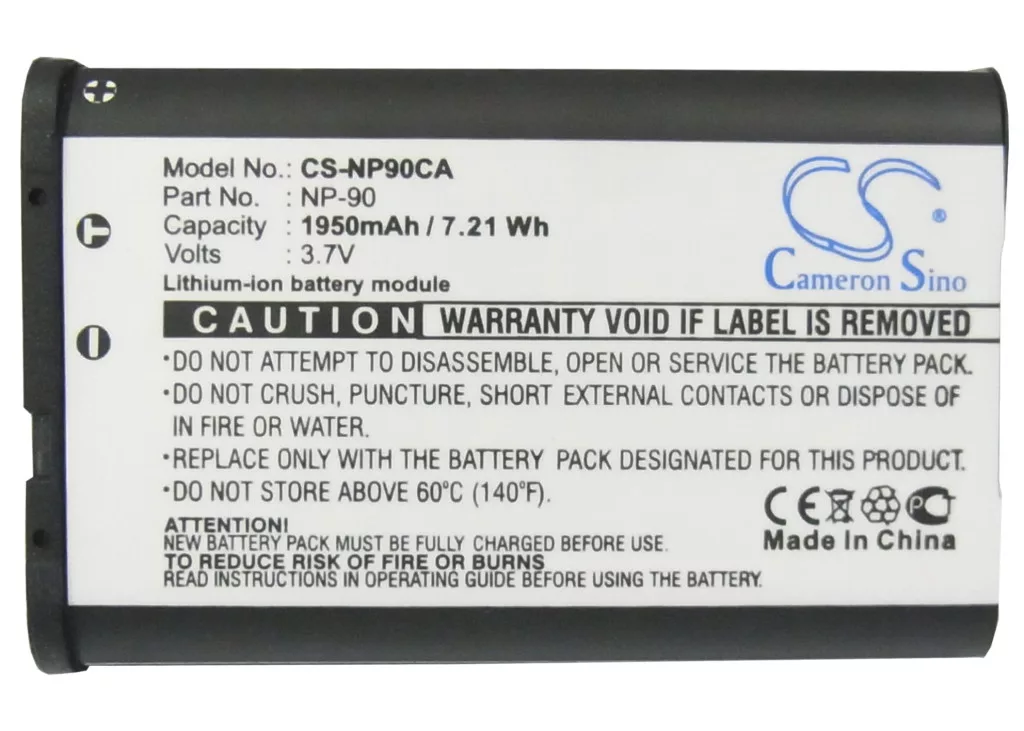 Model No.: CS-NP90CA
Part No. : NP-90
Capacity : 1950mAh / 7.21 Wh
Volts : 3.7V
Lithium-ion battery module
CS ®
Cameron Sino
CAUTION WARRANTY VOID IF LABEL IS REMOVED
•DO NOT ATTEMPT TO DISASSEMBLE, OPEN OR SERVICE THE BATTERY PACK.
•DO NOT CRUSH, PUNCTURE, SHORT EXTERNAL CONTACTS OR DISPOSE OF
IN FIRE OR WATER.
•REPLACE ONLY WITH THE BATTERY PACK DESIGNATED FOR THIS PRODUCT.
•DO NOT STORE ABOVE 60°C (140°F).
CE PCT
Made In China
ATTENTION!
NEW BATTERY PACK MUST BE FULLY CHARGED BEFORE USE.
TO REDUCE RISK OF FIRE OR BURNS
READ INSTRUCTIONS IN OPERATING GUIDE BEFORE USING THE BATTERY.